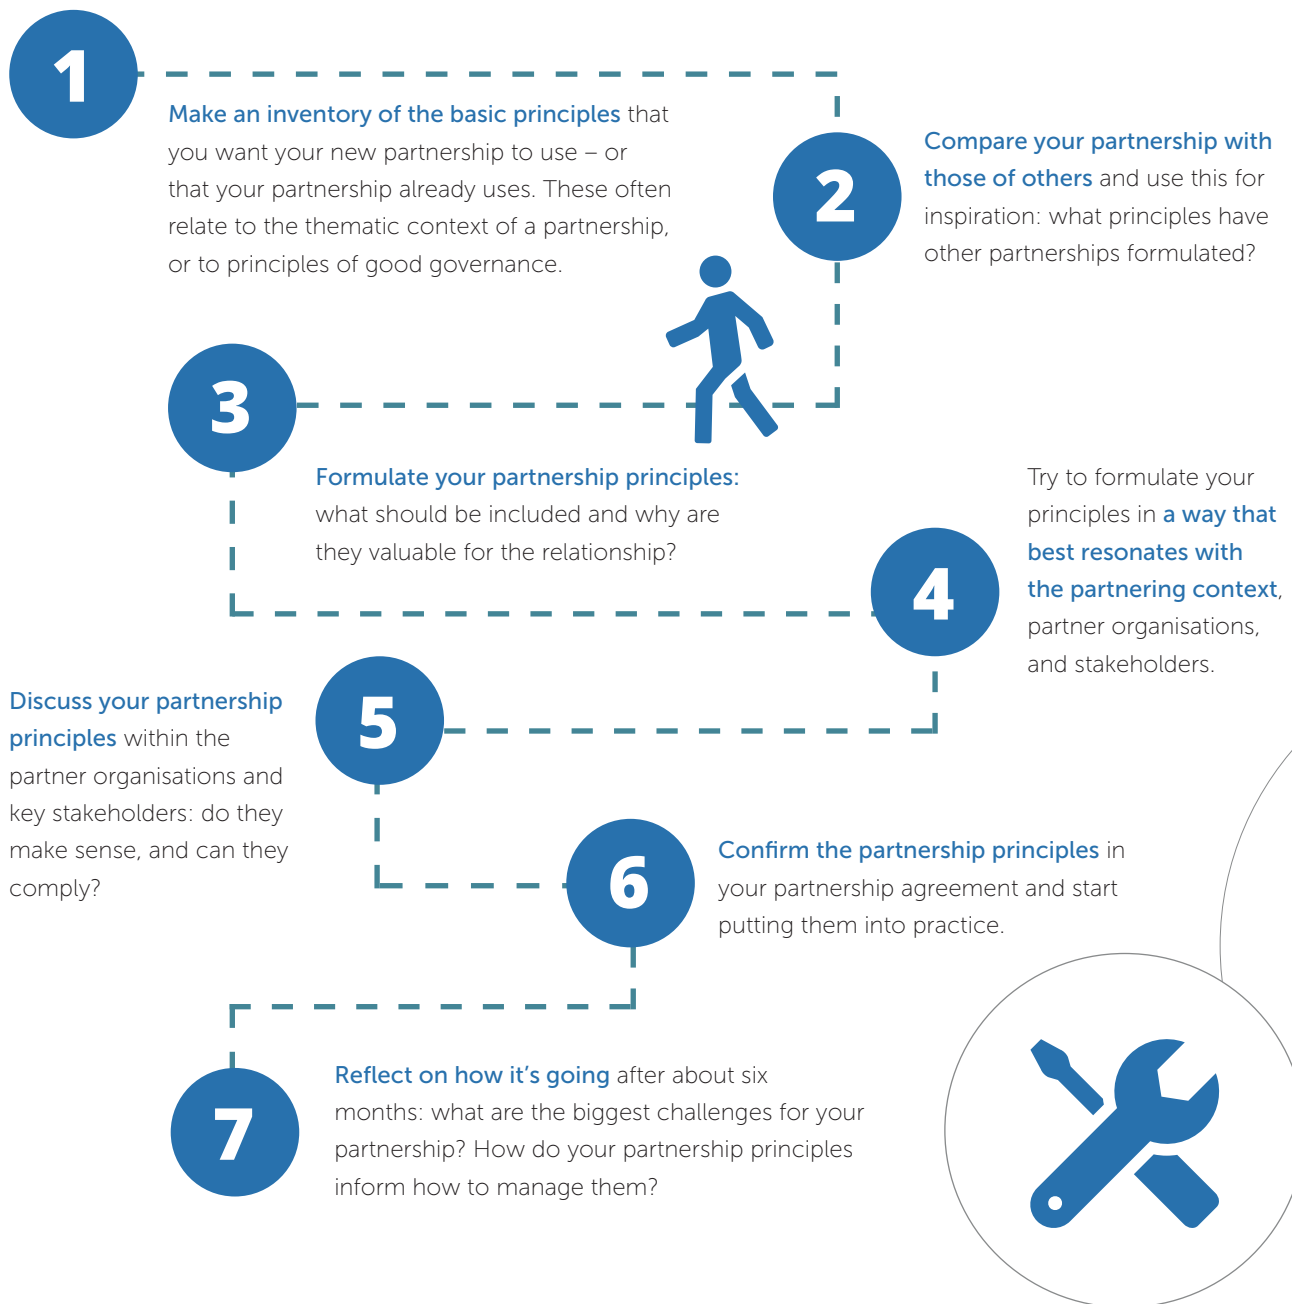 1
Make an inventory of the basic principles that
you want your new partnership to use – or
that your partnership already uses. These often
relate to the thematic context of a partnership,
or to principles of good governance.
2
Compare your partnership with
those of others and use this for
inspiration: what principles have
other partnerships formulated?
3
Formulate your partnership principles:
what should be included and why are
they valuable for the relationship?
4
Try to formulate your
principles in a way that
best resonates with
the partnering context,
partner organisations,
and stakeholders.
5
Discuss your partnership
principles within the
partner organisations and
key stakeholders: do they
make sense, and can they
comply?
6
Confirm the partnership principles in
your partnership agreement and start
putting them into practice.
7
Reflect on how it’s going after about six
months: what are the biggest challenges for your
partnership? How do your partnership principles
inform how to manage them?